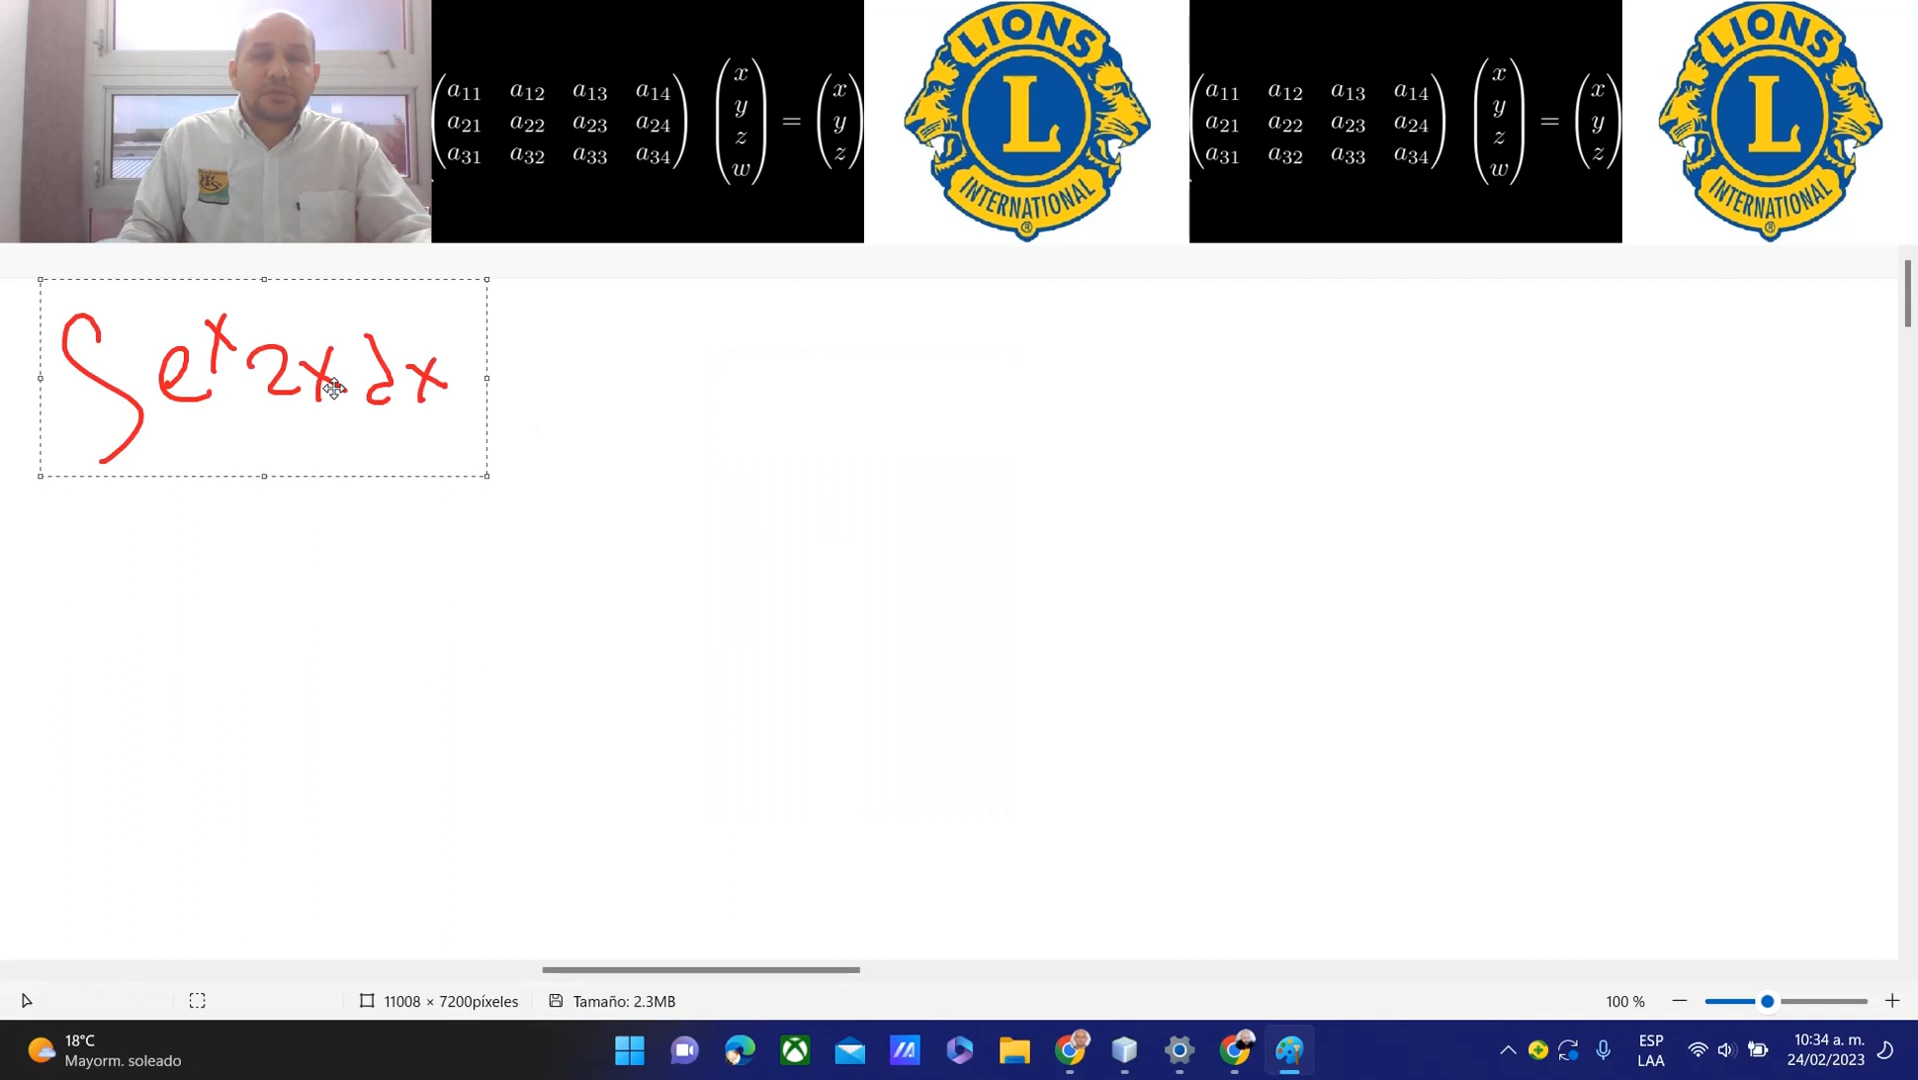 a11 a12 a13 a14 x x
a21 a22 a23 a24 y = y
a31 a32 a33 a34 z z
w
LIONS
L
INTERNATIONAL
®
a11 a12 a13 a14 x x
a21 a22 a23 a24 y = y
a31 a32 a33 a34 z z
w
LIONS
L
INTERNATIONAL
®
∫ e^x 2x dx
11008 × 7200píxeles
Tamaño: 2.3MB
100 %
18°C
Mayorm. soleado
ESP
LAA
10:34 a. m.
24/02/2023